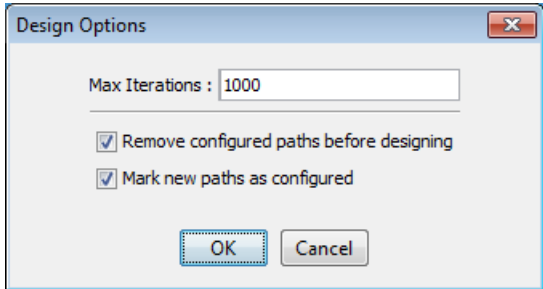 Design Options
Max Iterations : 1000
Remove configured paths before designing
Mark new paths as configured
OK Cancel